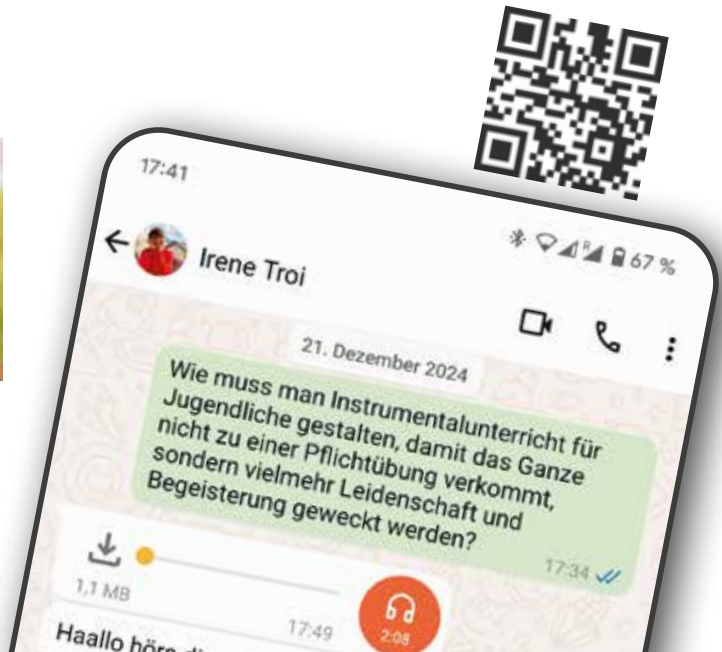 17:41
67 %
Irene Troi
21. Dezember 2024
Wie muss man Instrumentalunterricht für
Jugendliche gestalten, damit das Ganze
nicht zu einer Pflichtübung verkommt,
sondern vielmehr Leidenschaft und
Begeisterung geweckt werden?
17:34
1,1 MB
17:49
2:08
Haallo